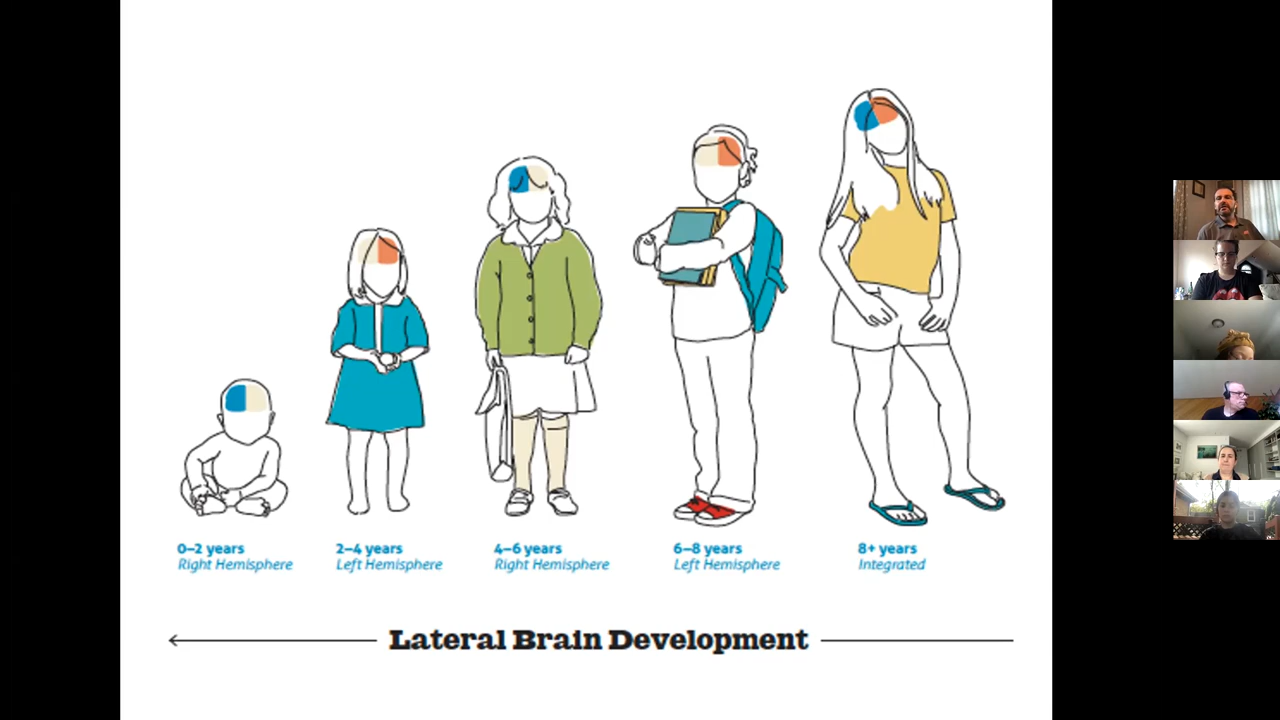 0–2 years
Right Hemisphere
2–4 years
Left Hemisphere
4–6 years
Right Hemisphere
6–8 years
Left Hemisphere
8+ years
Integrated
Lateral Brain Development